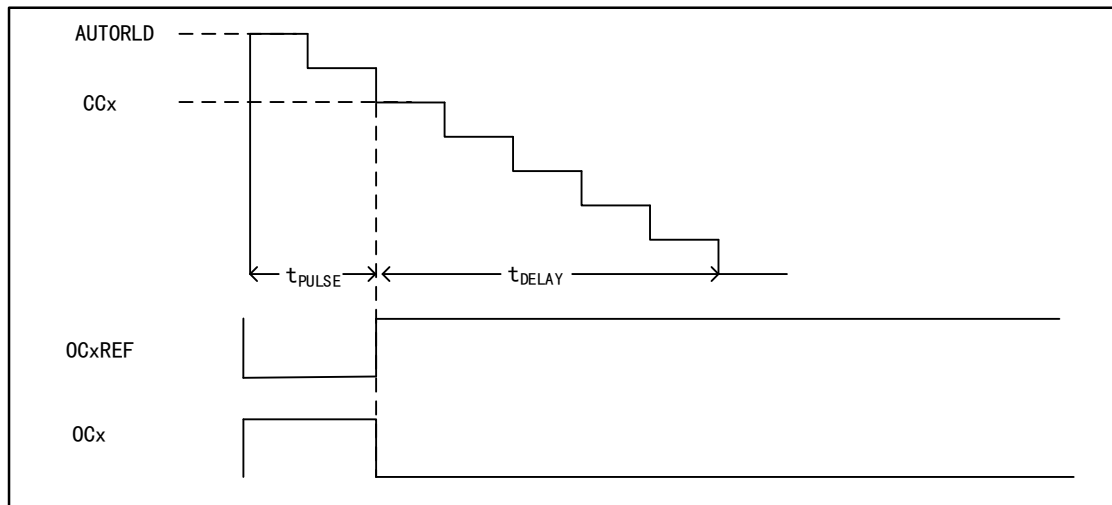 AUTORLD
CCx
tPULSE
tDELAY
OCxREF
OCx